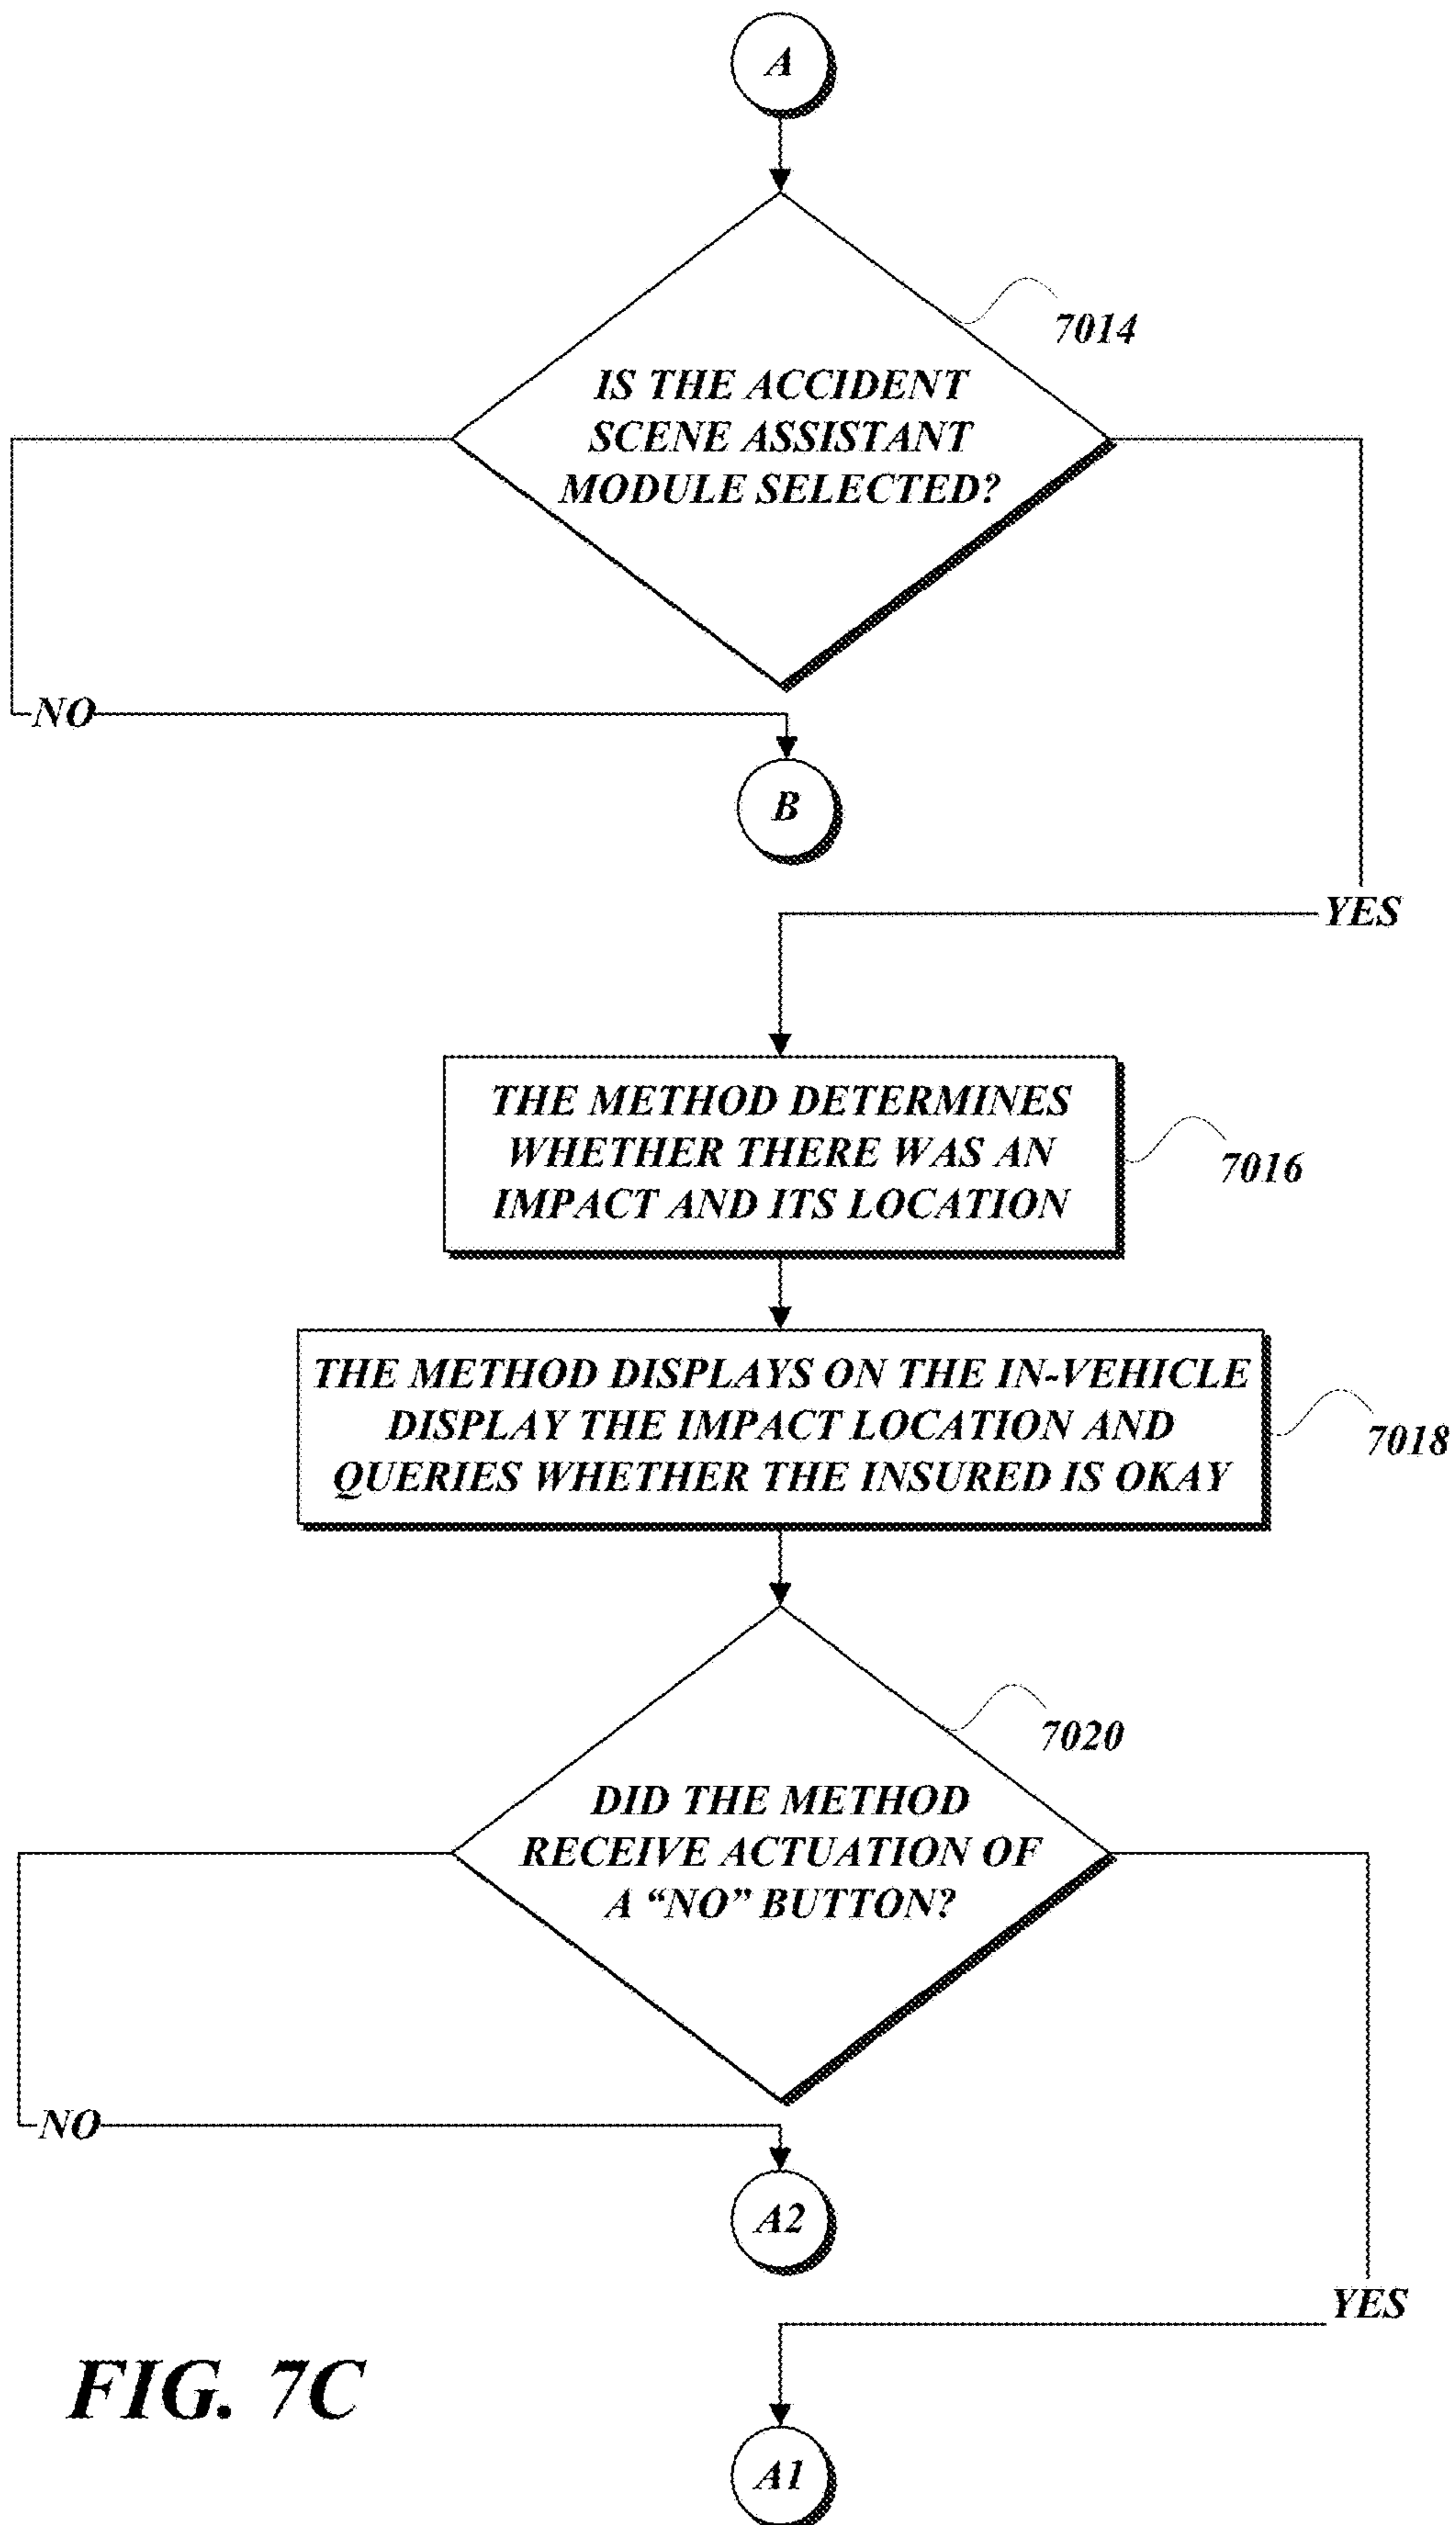 A
7014
IS THE ACCIDENT
SCENE ASSISTANT
MODULE SELECTED?
NO
B
YES
THE METHOD DETERMINES
WHETHER THERE WAS AN
IMPACT AND ITS LOCATION
7016
THE METHOD DISPLAYS ON THE IN-VEHICLE
DISPLAY THE IMPACT LOCATION AND
QUERIES WHETHER THE INSURED IS OKAY
7018
7020
DID THE METHOD
RECEIVE ACTUATION OF
A “NO” BUTTON?
NO
A2
YES
FIG. 7C
A1